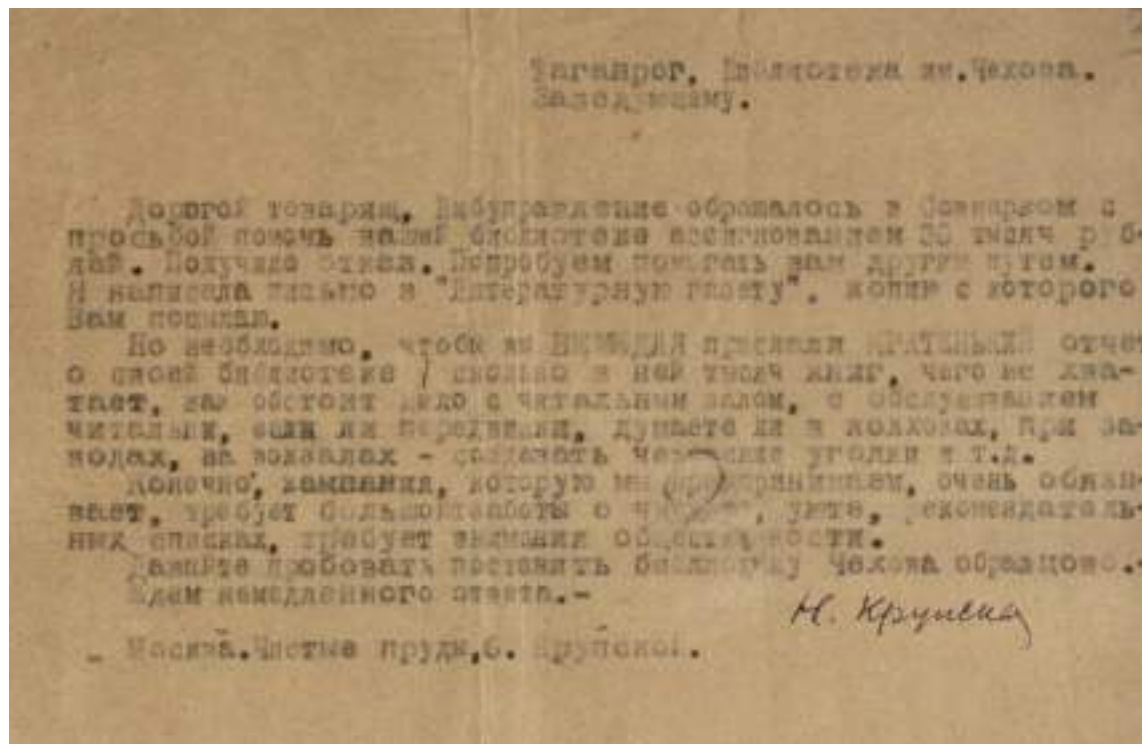 Таганрог, Библиотека им.Чехова.
Заведующему.
Дорогой товарищ, Библуправление обращалось в Совнарком с
просьбой помочь вашей библиотеке ассигнованием 30 тысяч руб-
лей. Получило отказ. Попробуем помогать вам другим путем.
Я написала письмо в "Литературную газету", копию с которого
Вам посылаю.
Но необходимо, чтобы вы прислали КРАТЕНЬКИЙ отчет
о своей библиотеке сколько в ней тысяч книг, чего не хва-
тает, как обстоит дело с читальным залом, с обслуживанием
читальни, есть ли передвижки, думаете ли в колхозах, при за-
водах, на вокзалах - создавать чеховские уголки и т.д.
Конечно, кампания, которую мы предпринимаем, очень обязы-
вает, требует большой работы о уюте, рекомендатель-
ных списках, требует внимания общественности.
Давайте пробовать поставить библиотеку Чехова образцово.-
Ждем немедленного ответа.-
Н. Крупская
Москва.Чистые пруды,6. Крупской.